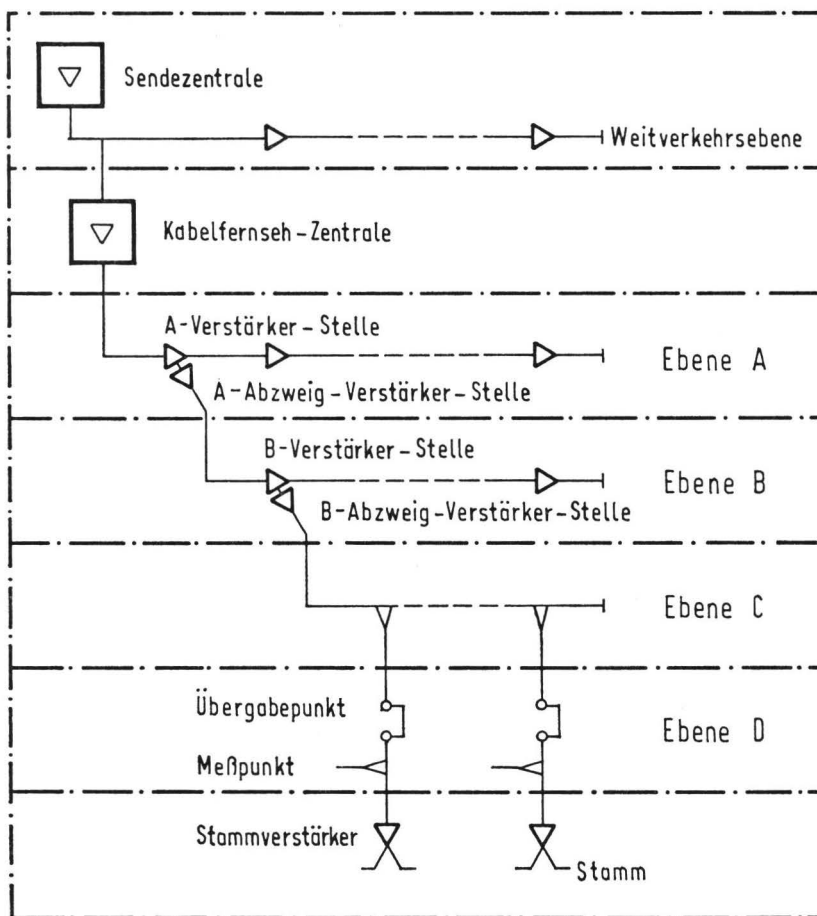 Sendezentrale
Weitverkehrsebene
Kabelfernseh-Zentrale
A-Verstärker-Stelle
Ebene A
A-Abzweig-Verstärker-Stelle
B-Verstärker-Stelle
Ebene B
B-Abzweig-Verstärker-Stelle
Ebene C
Übergabepunkt
Ebene D
Meßpunkt
Stammverstärker
Stamm